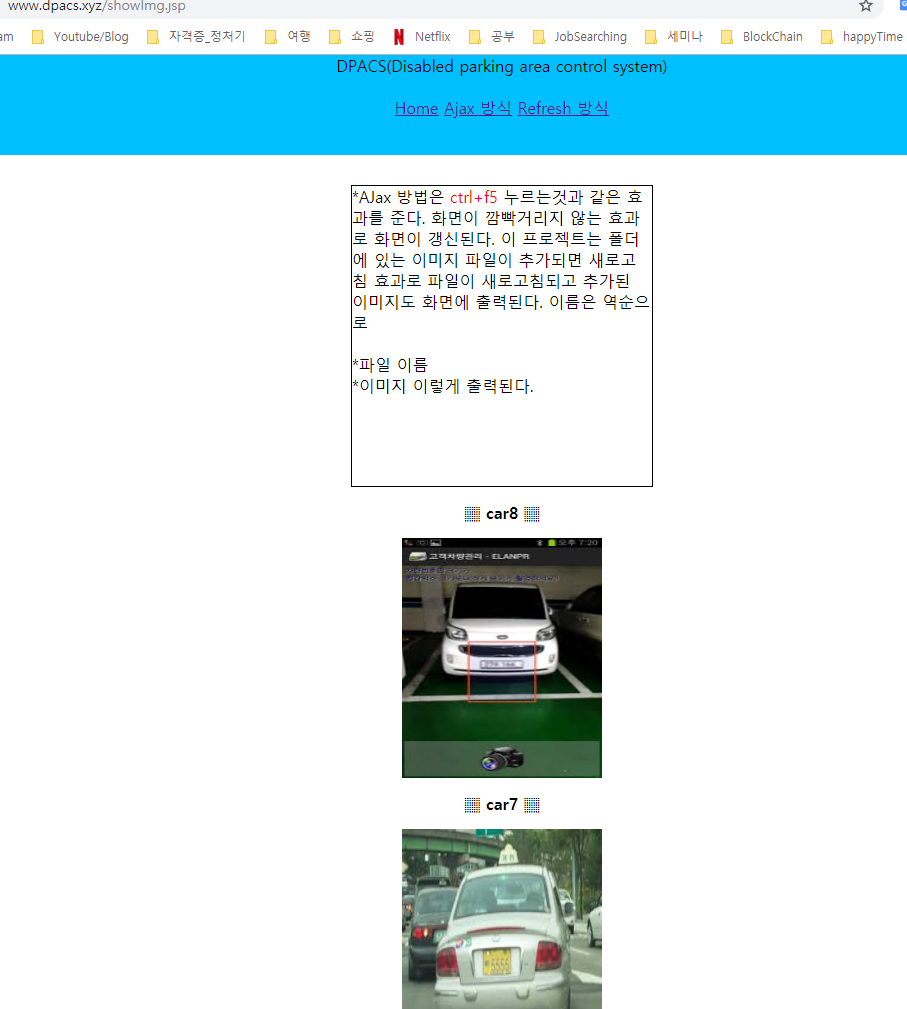 www.dpacs.xyz/showImg.jsp
am Youtube/Blog 자격증_정처기 여행 쇼핑 Netflix 공부 JobSearching 세미나 BlockChain happyTime
DPACS(Disabled parking area control system)
Home Ajax 방식 Refresh 방식
*AJax 방법은 ctrl+f5 누르는것과 같은 효
과를 준다. 화면이 깜빡거리지 않는 효과
로 화면이 갱신된다. 이 프로젝트는 폴더
에 있는 이미지 파일이 추가되면 새로고
침 효과로 파일이 새로고침되고 추가된
이미지도 화면에 출력된다. 이름은 역순으
로
*파일 이름
*이미지 이렇게 출력된다.
car8
오후 7:20
고객차량관리 - ELANPR
car7
5555